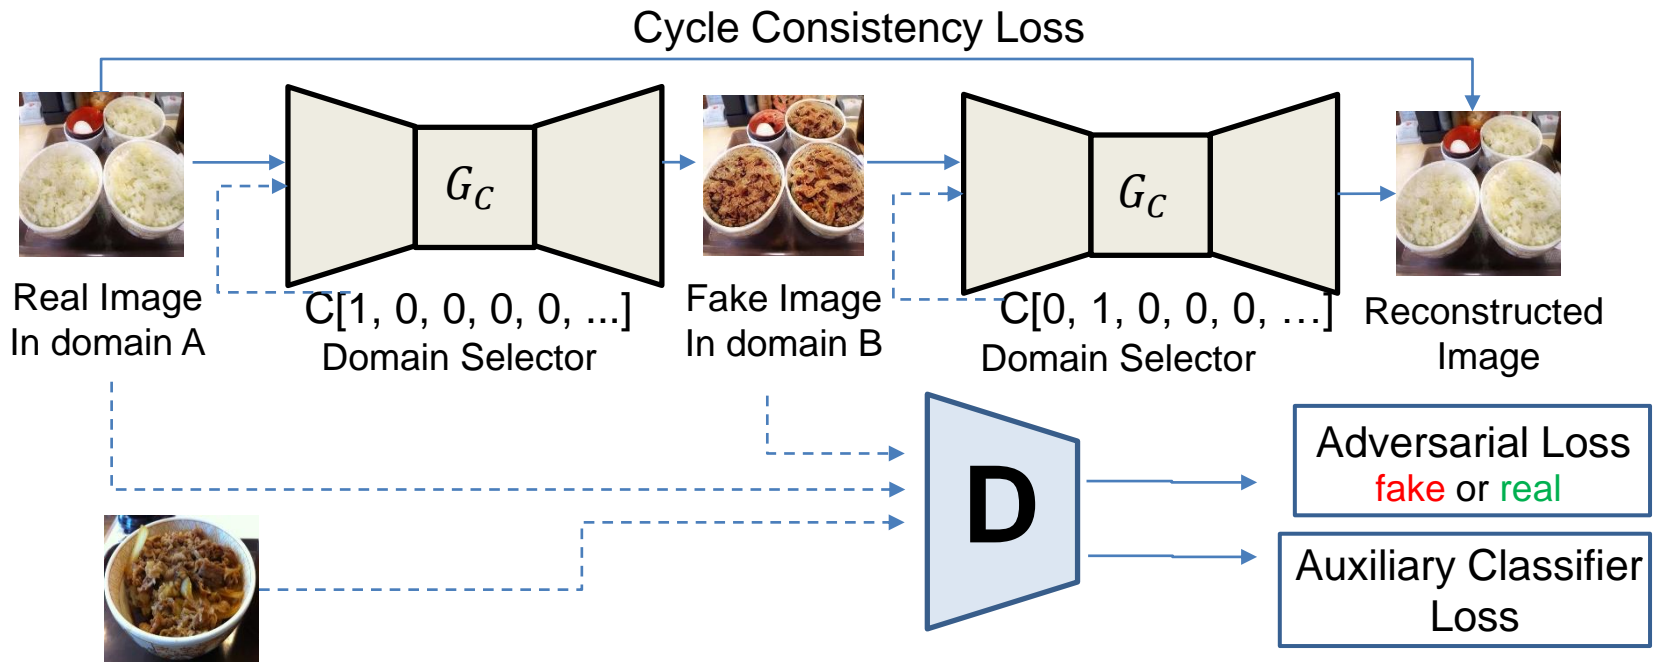 Cycle Consistency Loss
G_C
G_C
Real Image
In domain A
C[1, 0, 0, 0, 0, ...]
Domain Selector
Fake Image
In domain B
C[0, 1, 0, 0, 0, ...]
Domain Selector
Reconstructed
Image
D
Adversarial Loss
fake or real
Auxiliary Classifier
Loss